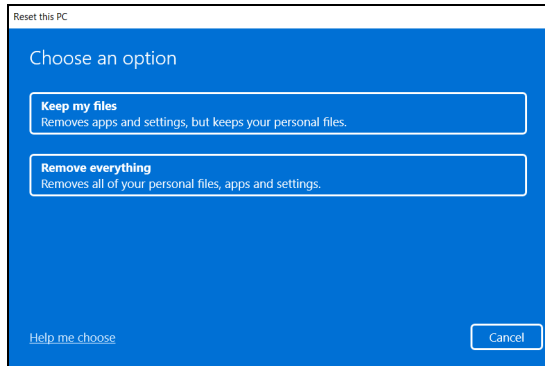 Reset this PC
Choose an option
Keep my files
Removes apps and settings, but keeps your personal files.
Remove everything
Removes all of your personal files, apps and settings.
Help me choose
Cancel